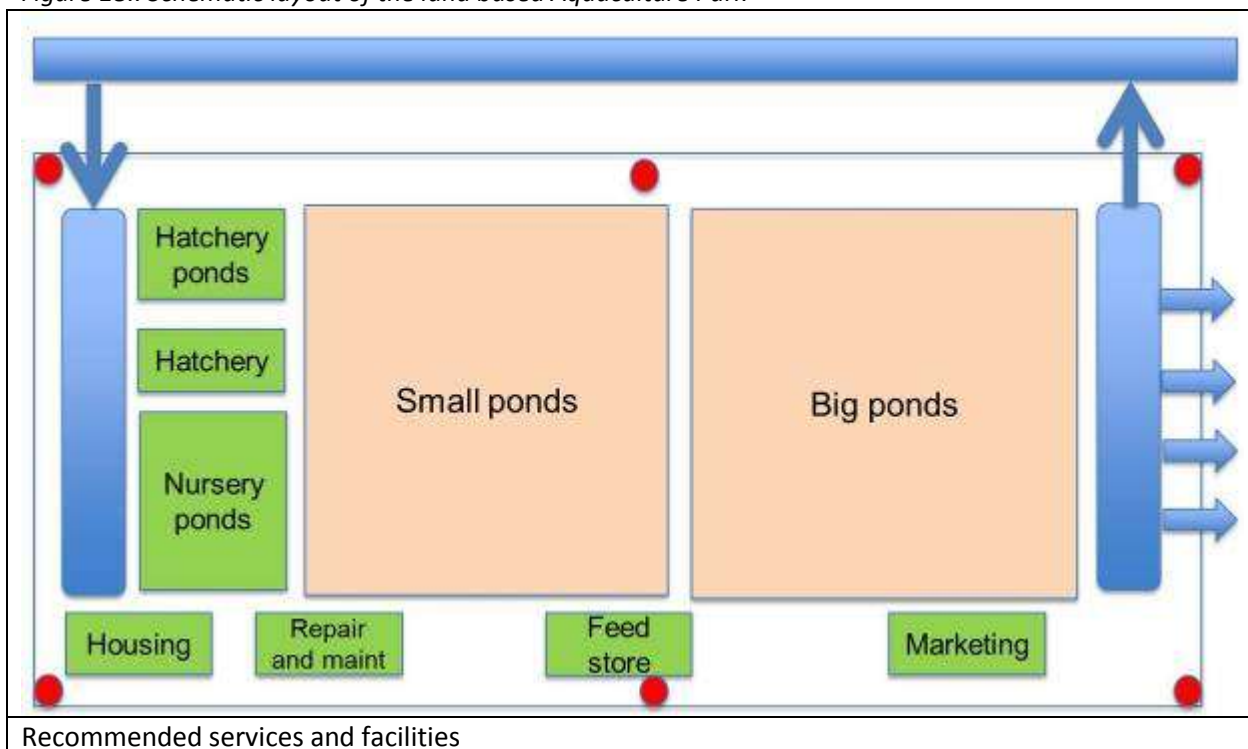 Hatchery
ponds
Hatchery
Nursery
ponds
Small ponds
Big ponds
Housing
Repair
and maint
Feed
store
Marketing
Recommended services and facilities